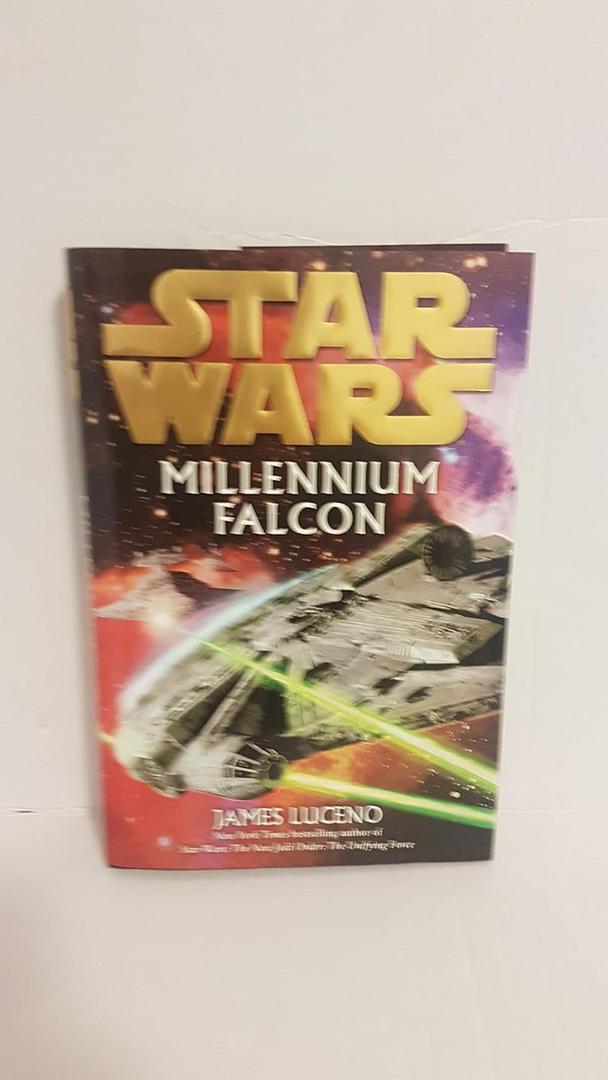 STAR
WARS
MILLENNIUM
FALCON
JAMES LUCENO
New York Times bestselling author of
Star Wars: The New Jedi Order: The Unifying Force